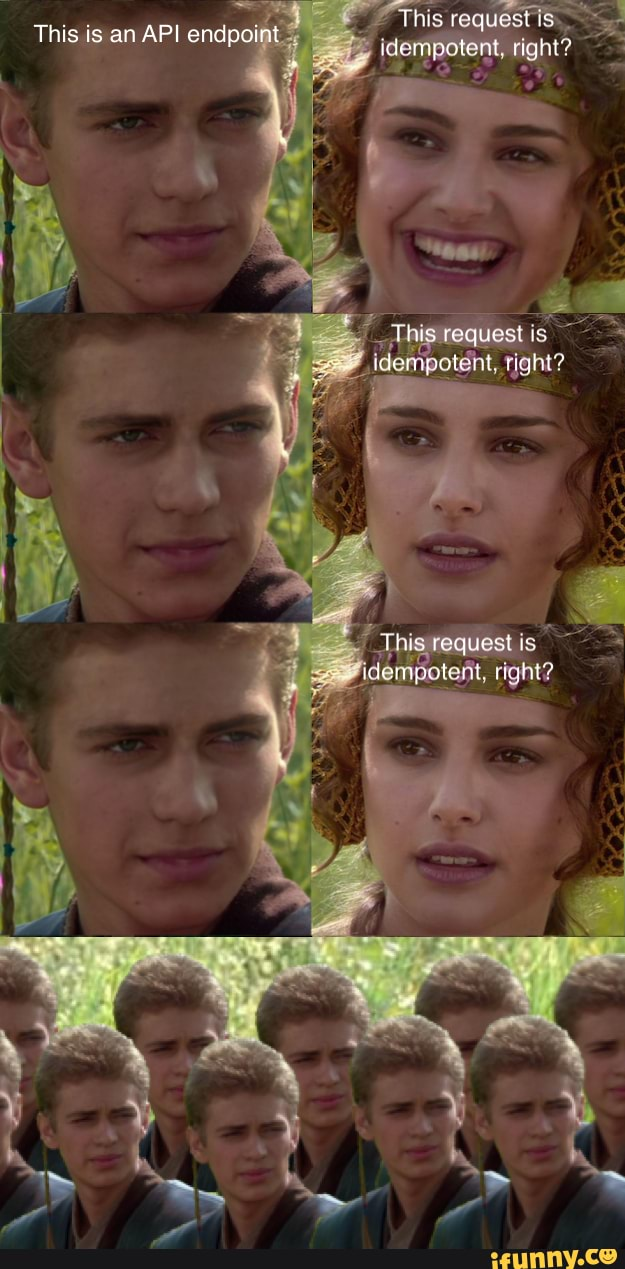 This is an API endpoint
This request is
idempotent, right?
This request is
idempotent, right?
This request is
idempotent, right?
ifunny.co